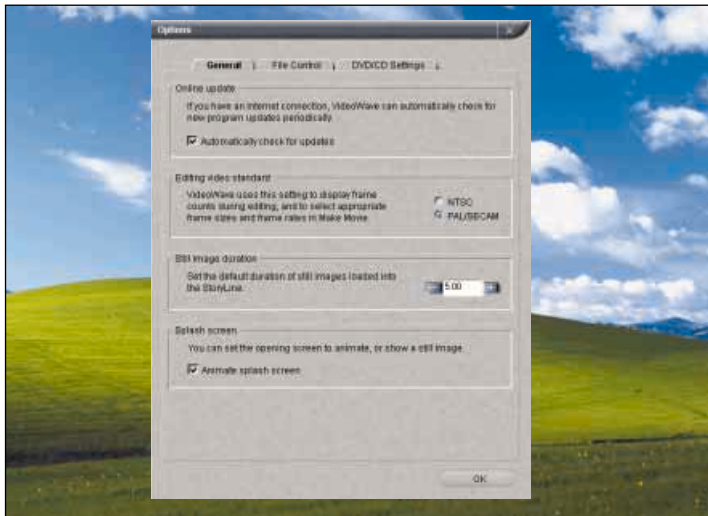 Options
General
File Control
DVD/CD Settings
Online update
If you have an Internet connection, VideoWave can automatically check for
new program updates periodically.
Automatically check for updates
Editing video standard
VideoWave uses this setting to display frame
counts during editing, and to select appropriate
frame sizes and frame rates in Make Movie.
NTSC
PAL/SECAM
Still image duration
Set the default duration of still images loaded into
the StoryLine.
5.00
Splash screen
You can set the opening screen to animate, or show a still image.
Animate splash screen
OK